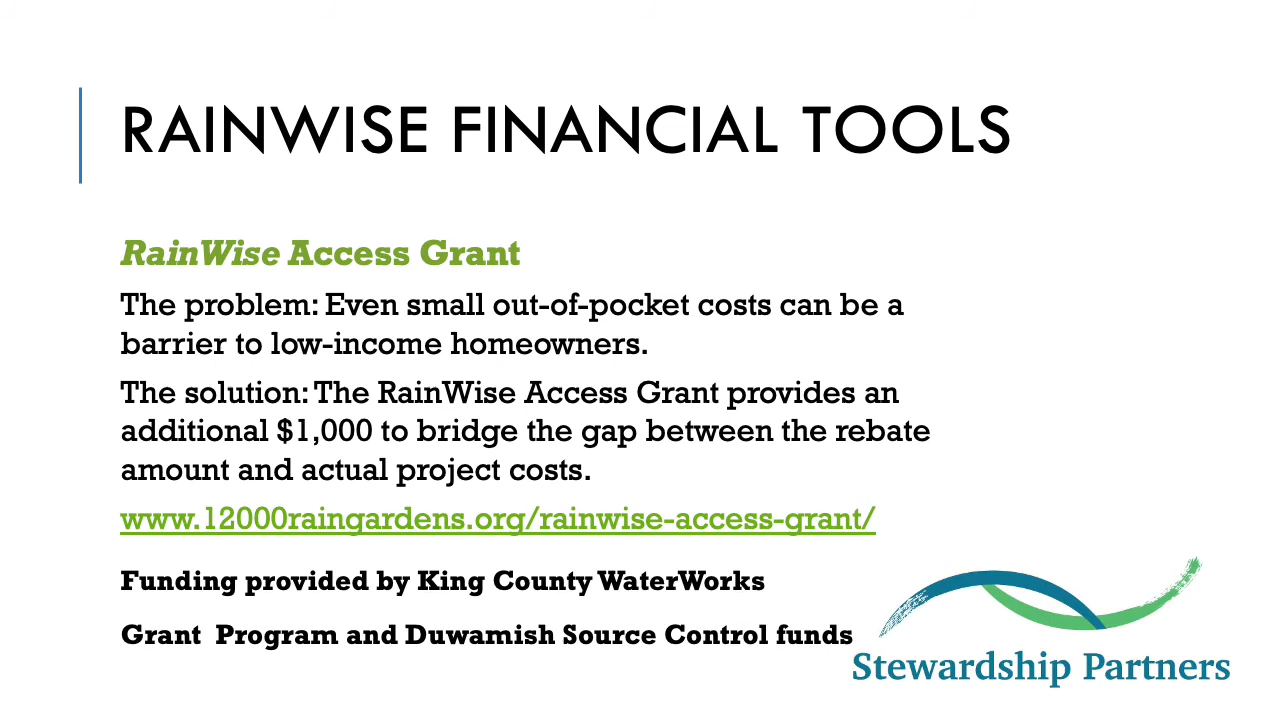 RAINWISE FINANCIAL TOOLS
RainWise Access Grant
The problem: Even small out-of-pocket costs can be a
barrier to low-income homeowners.
The solution: The RainWise Access Grant provides an
additional $1,000 to bridge the gap between the rebate
amount and actual project costs.
www.12000raingardens.org/rainwise-access-grant/
Funding provided by King County WaterWorks
Grant  Program and Duwamish Source Control funds
Stewardship Partners